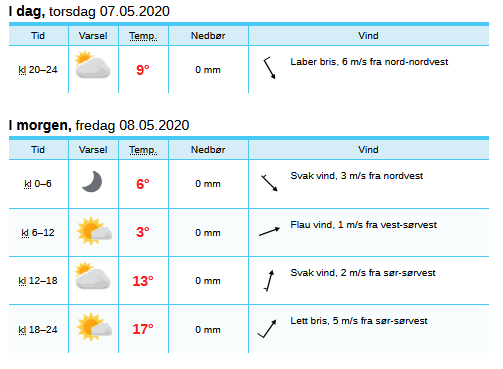 I dag, torsdag 07.05.2020
Tid Varsel Temp. Nedbør Vind
kl 20–24 9° 0 mm Laber bris, 6 m/s fra nord-nordvest
I morgen, fredag 08.05.2020
Tid Varsel Temp. Nedbør Vind
kl 0–6 6° 0 mm Svak vind, 3 m/s fra nordvest
kl 6–12 3° 0 mm Flau vind, 1 m/s fra vest-sørvest
kl 12–18 13° 0 mm Svak vind, 2 m/s fra sør-sørvest
kl 18–24 17° 0 mm Lett bris, 5 m/s fra sør-sørvest